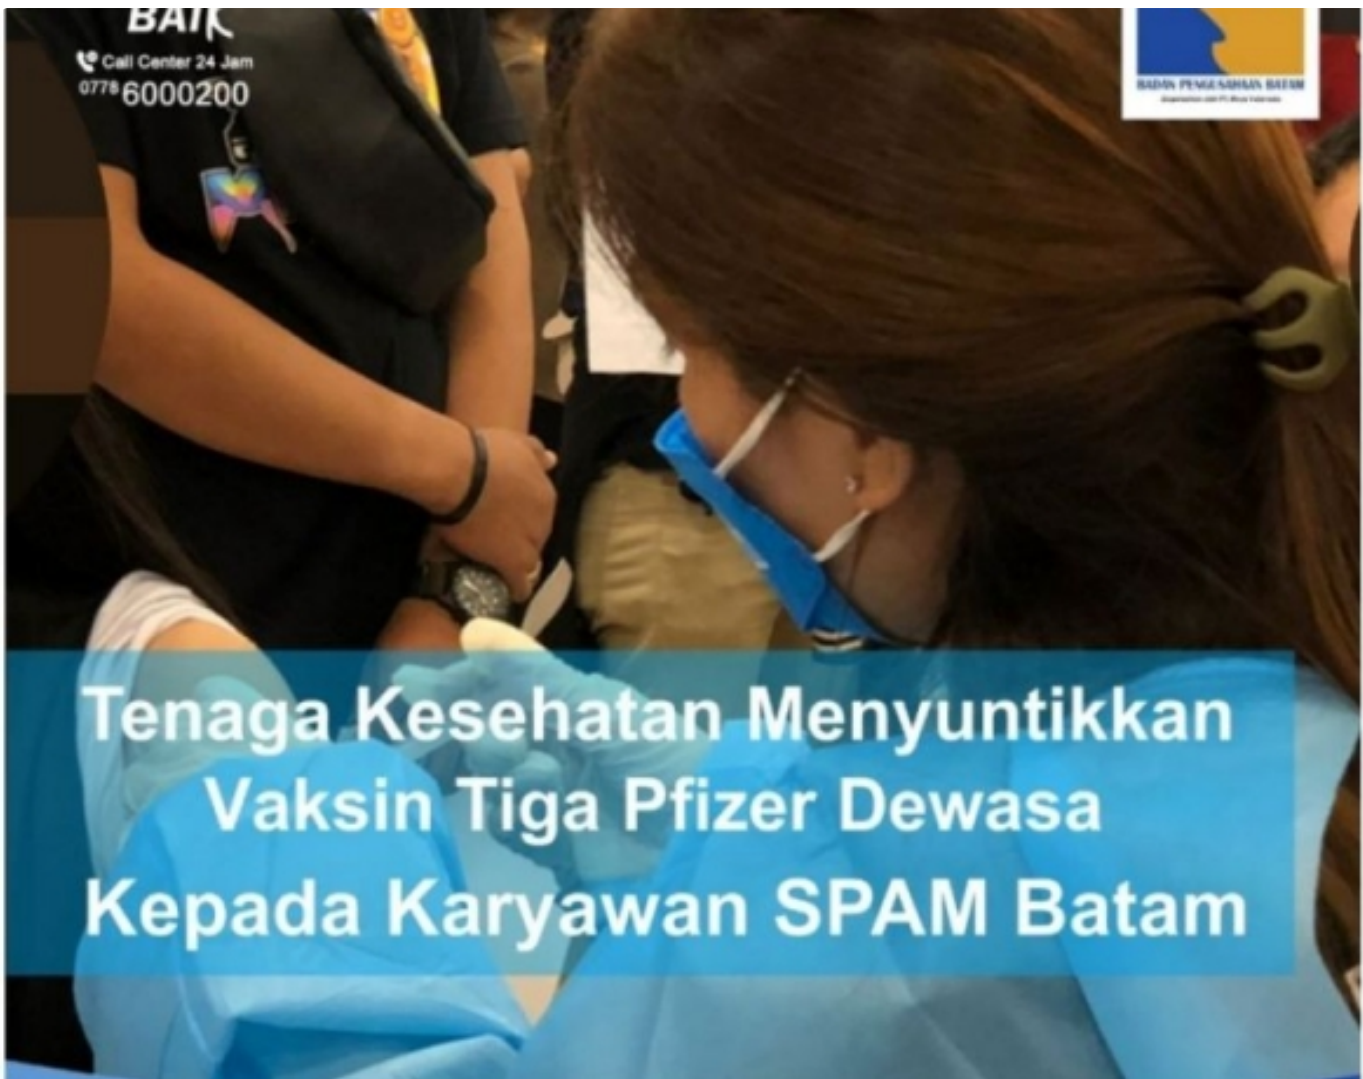 BAIK
Call Center 24 Jam
0778 6000200
BADAN PENGUSAHAAN BATAM
Tenaga Kesehatan Menyuntikkan
Vaksin Tiga Pfizer Dewasa
Kepada Karyawan SPAM Batam